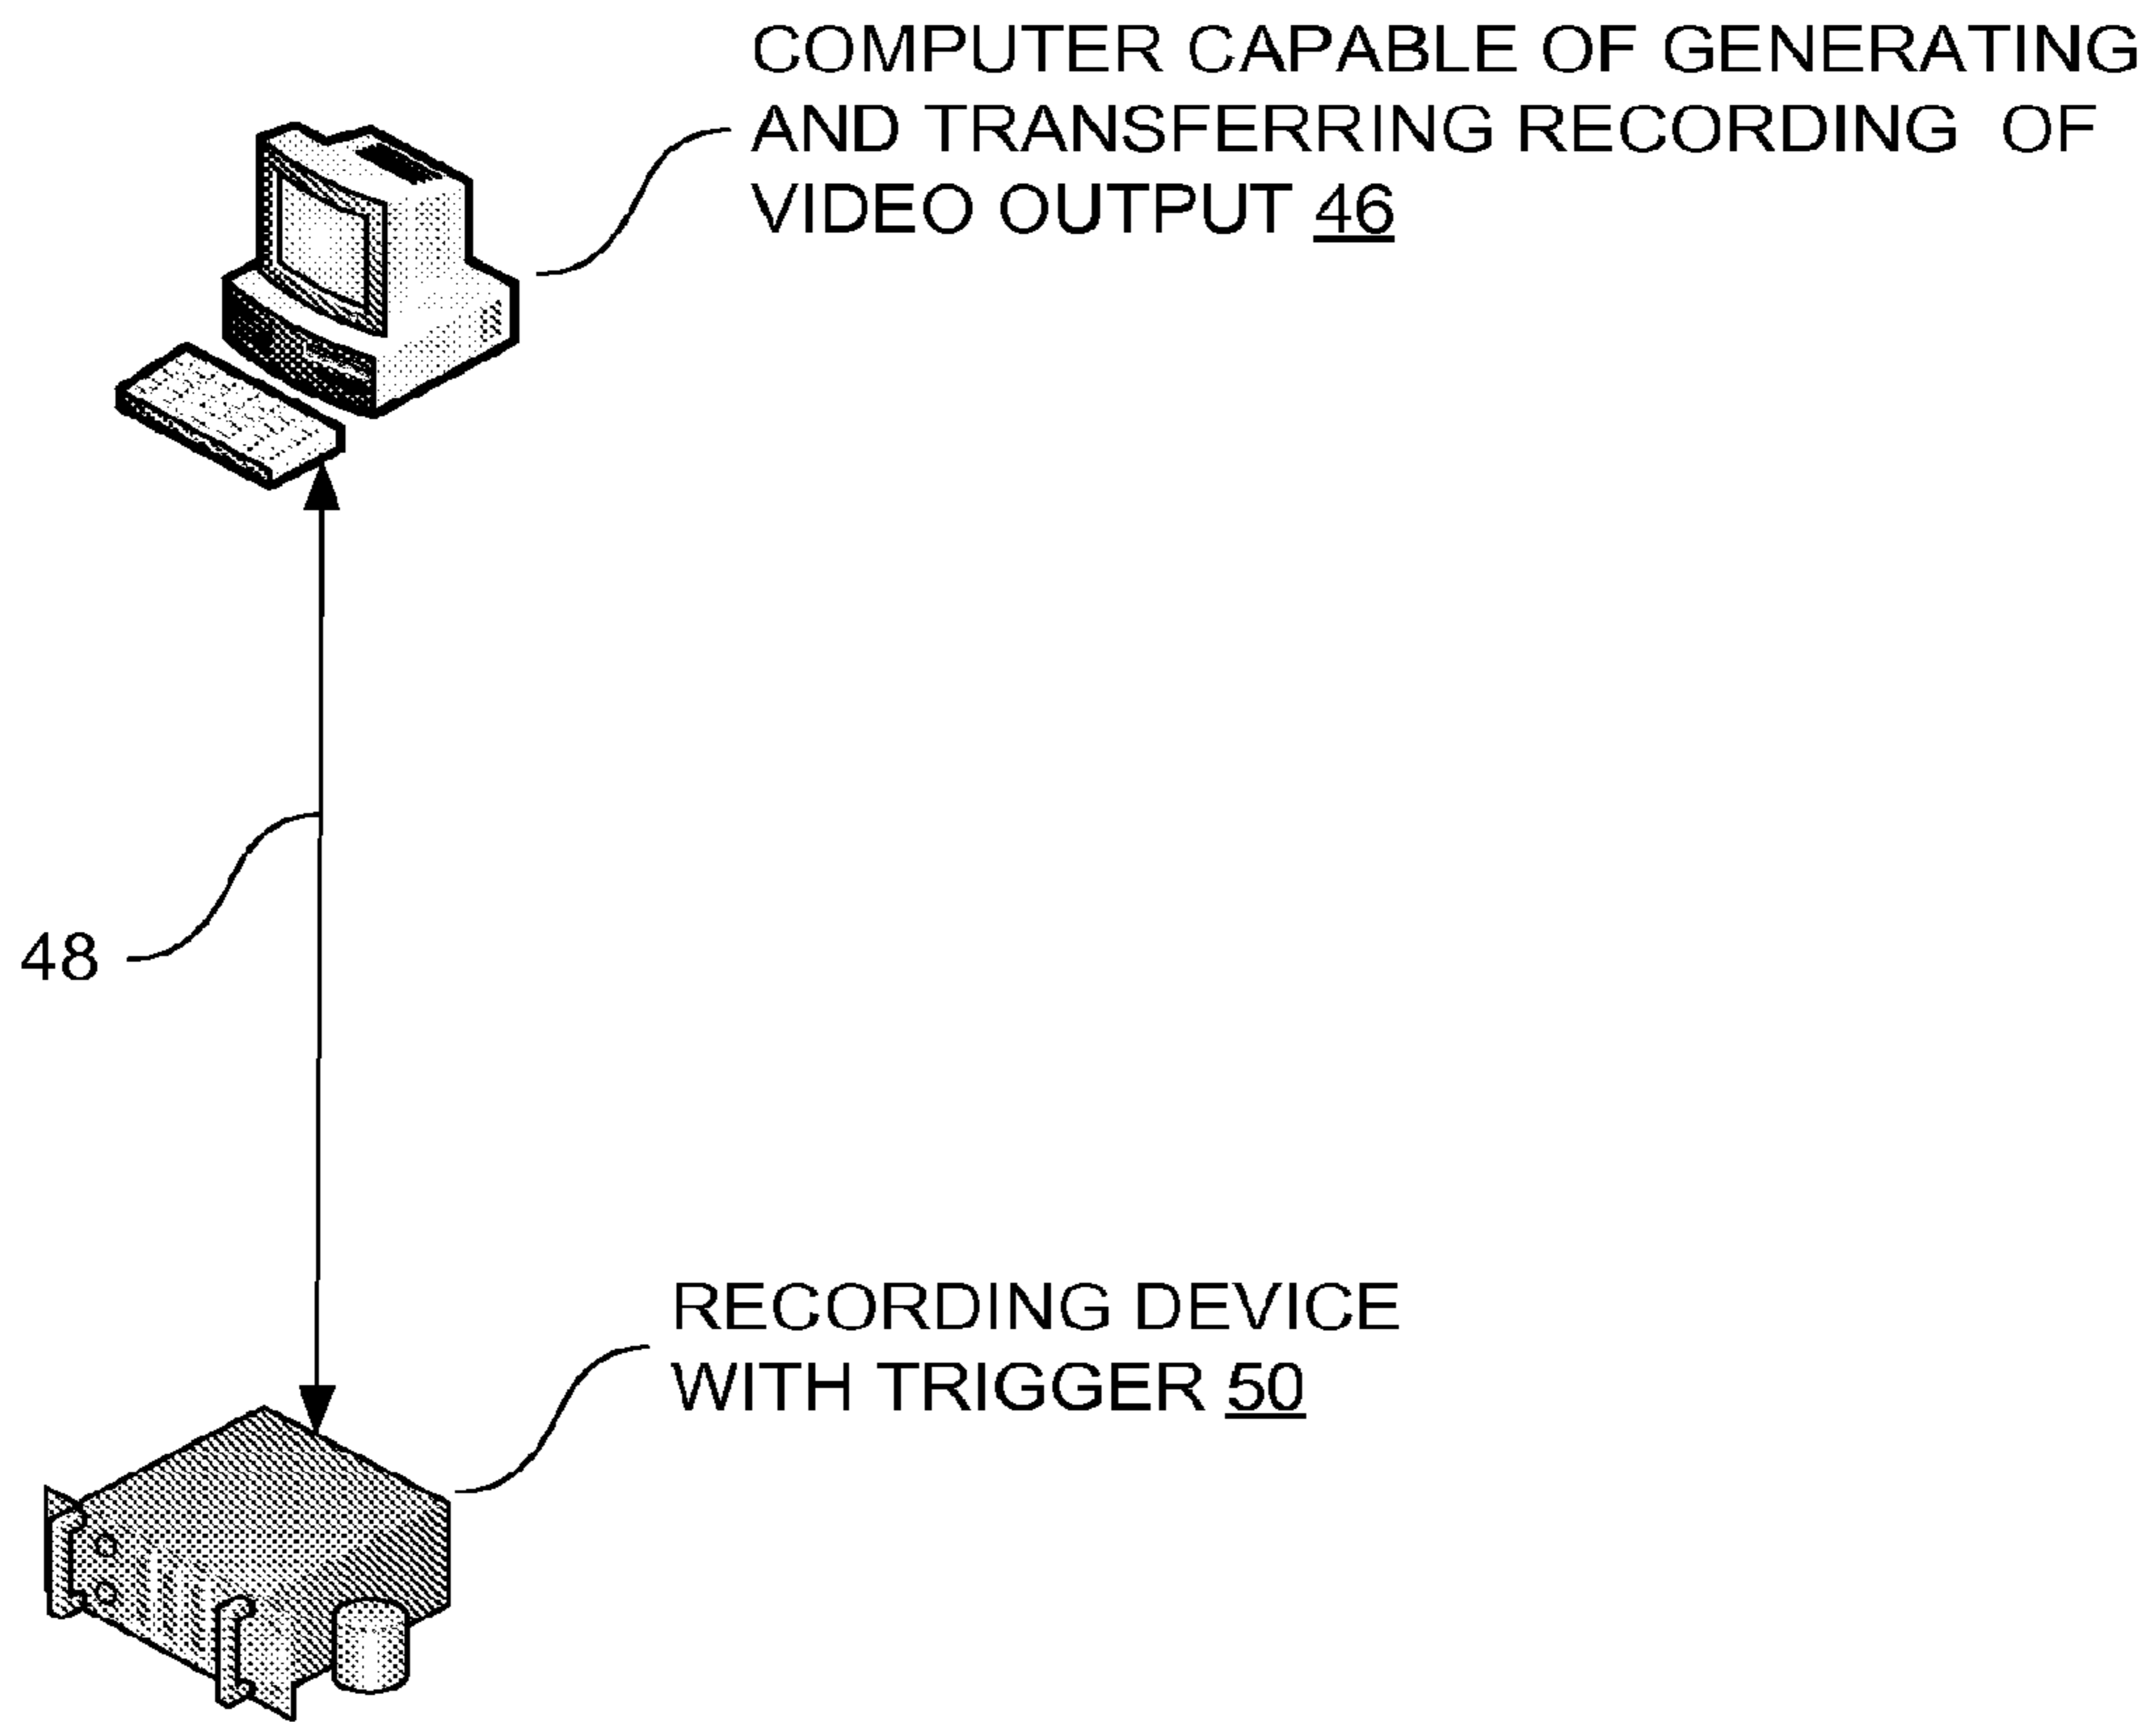 COMPUTER CAPABLE OF GENERATING
AND TRANSFERRING RECORDING OF
VIDEO OUTPUT 46
48
RECORDING DEVICE
WITH TRIGGER 50